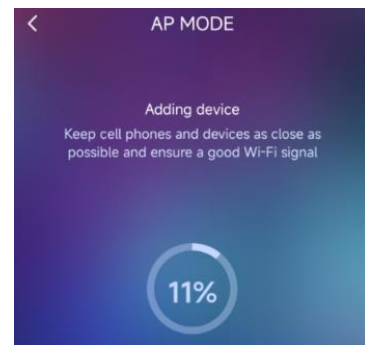 AP MODE
Adding device
Keep cell phones and devices as close as
possible and ensure a good Wi-Fi signal
11%